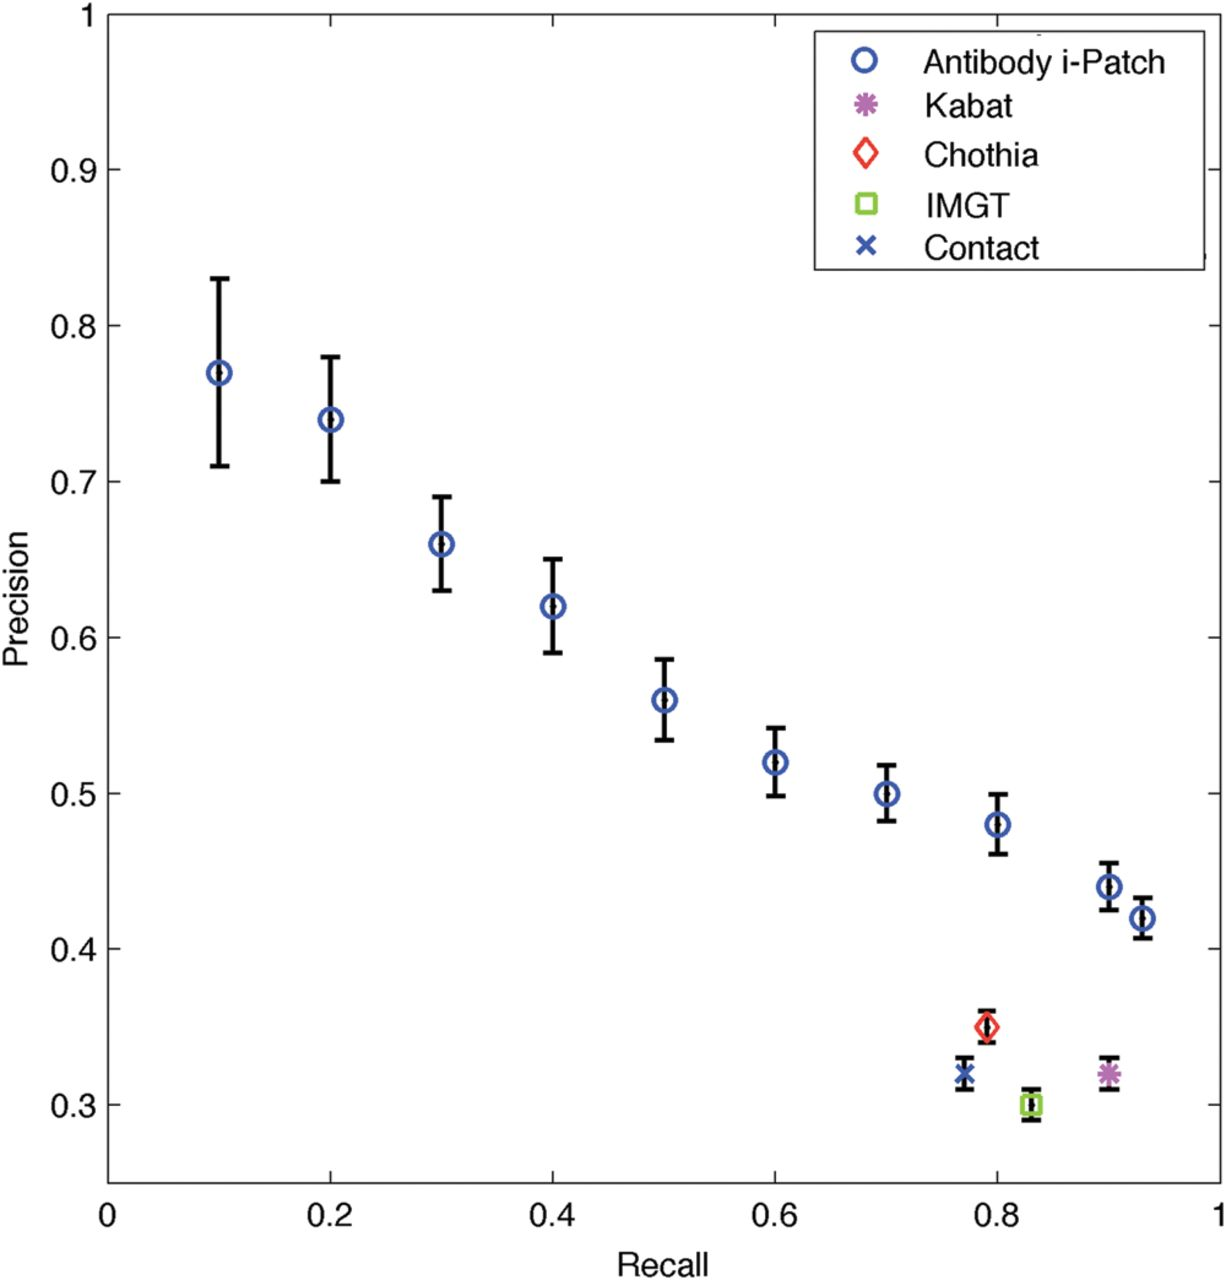 1
0.9
0.8
0.7
0.6
0.5
0.4
0.3
Precision
Antibody i-Patch
Kabat
Chothia
IMGT
Contact
0 0.2 0.4 0.6 0.8 1
Recall